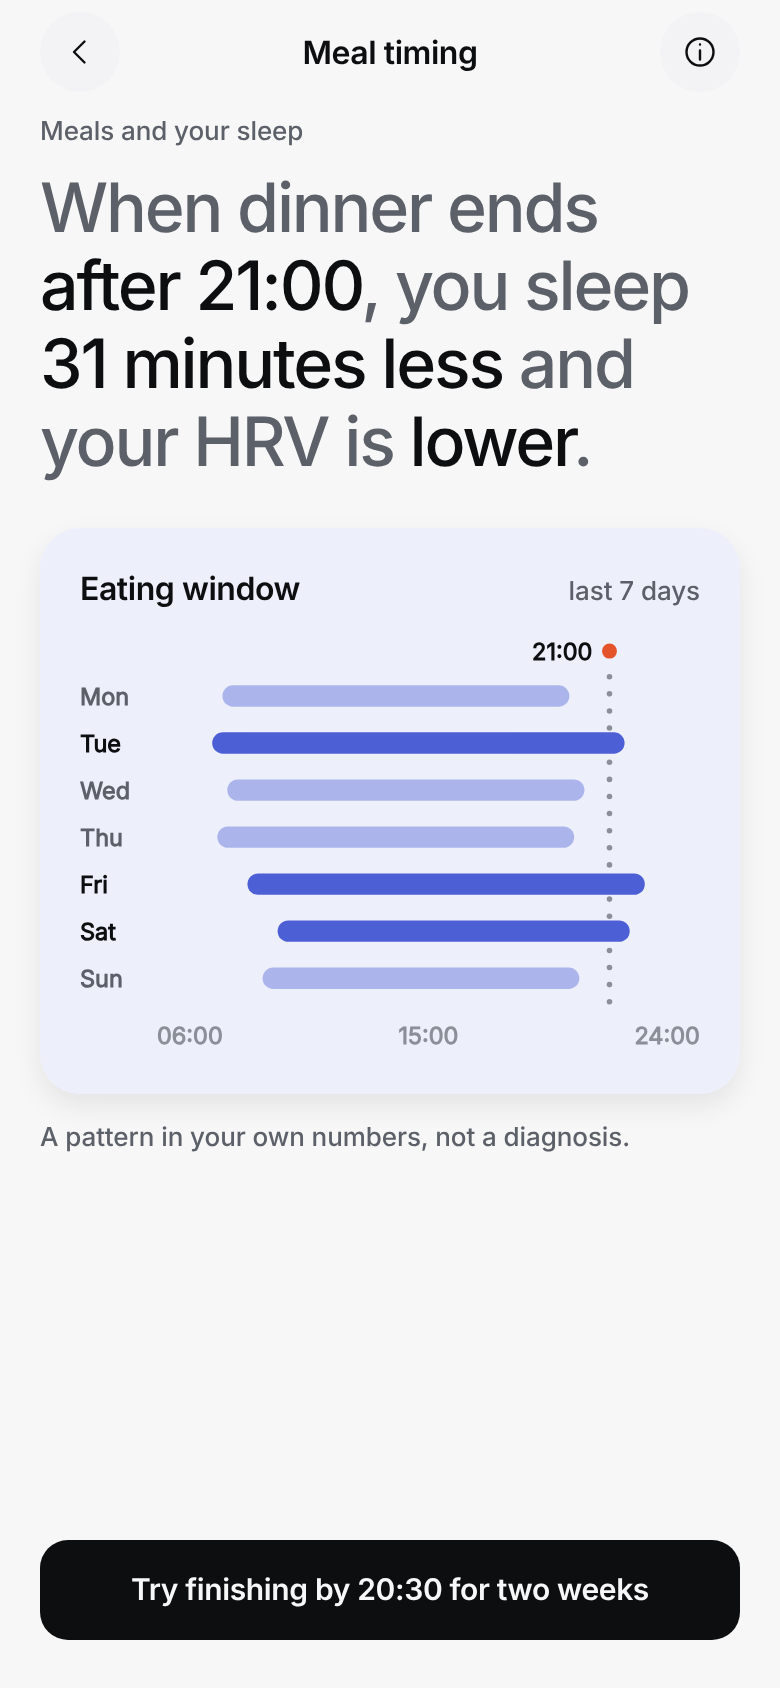 Meal timing
Meals and your sleep
When dinner ends
after 21:00, you sleep
31 minutes less and
your HRV is lower.
Eating window
last 7 days
21:00
Mon
Tue
Wed
Thu
Fri
Sat
Sun
06:00
15:00
24:00
A pattern in your own numbers, not a diagnosis.
Try finishing by 20:30 for two weeks